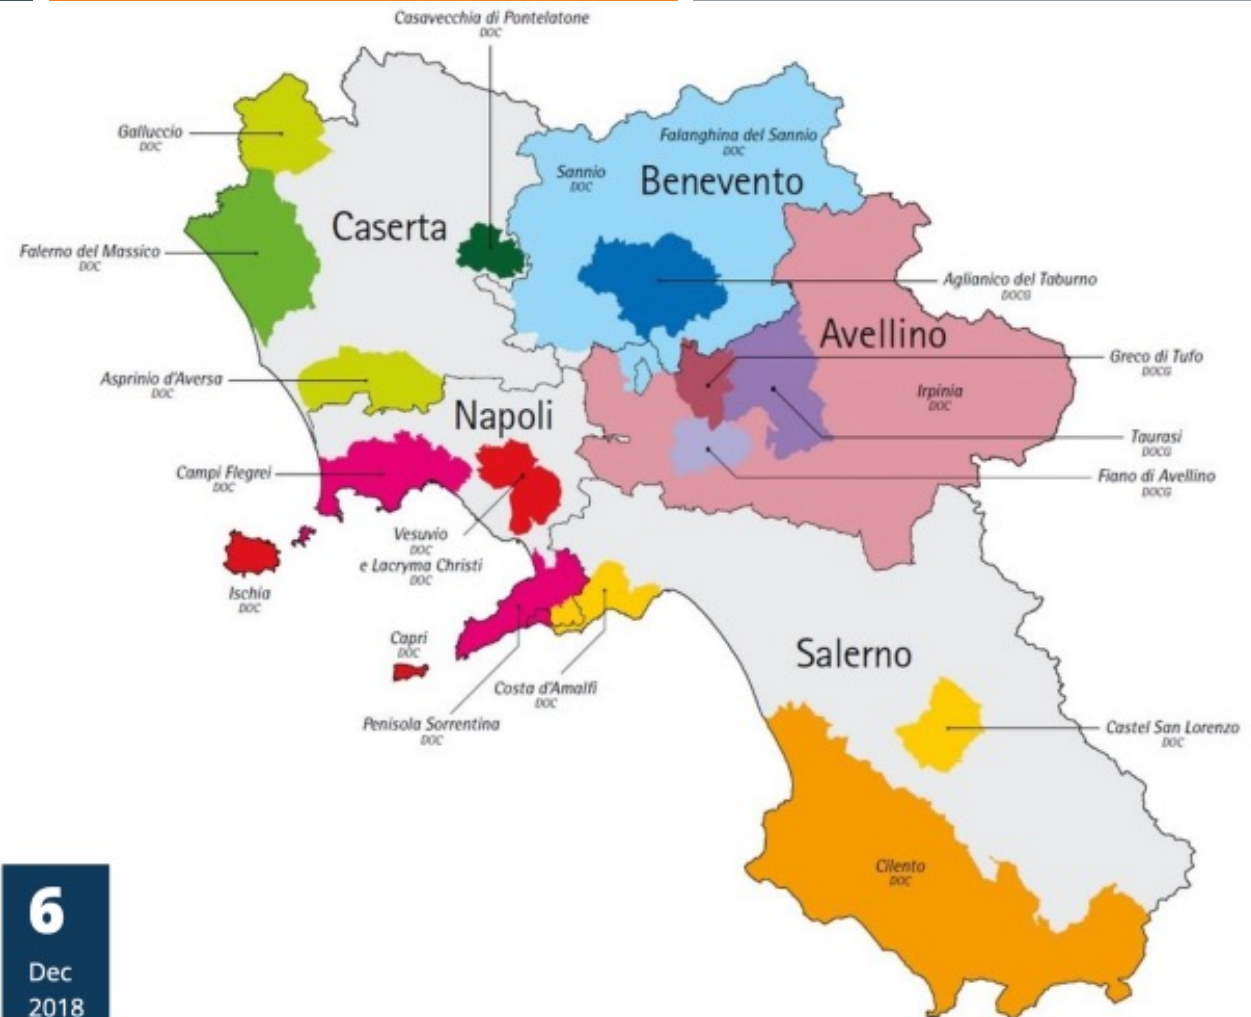 Casavecchia di Pontelatone
DOC
Galluccio
DOC
Falanghina del Sannio
DOC
Sannio
DOC
Benevento
Caserta
Falerno del Massico
DOC
Aglianico del Taburno
DOCG
Avellino
Greco di Tufo
DOCG
Asprinio d'Aversa
DOC
Irpinia
DOC
Napoli
Taurasi
DOCG
Campi Flegrei
DOC
Fiano di Avellino
DOCG
Vesuvio
DOC
e Lacryma Christi
DOC
Ischia
DOC
Capri
DOC
Salerno
Costa d'Amalfi
DOC
Penisola Sorrentina
DOC
Castel San Lorenzo
DOC
Cilento
DOC
6
Dec
2018